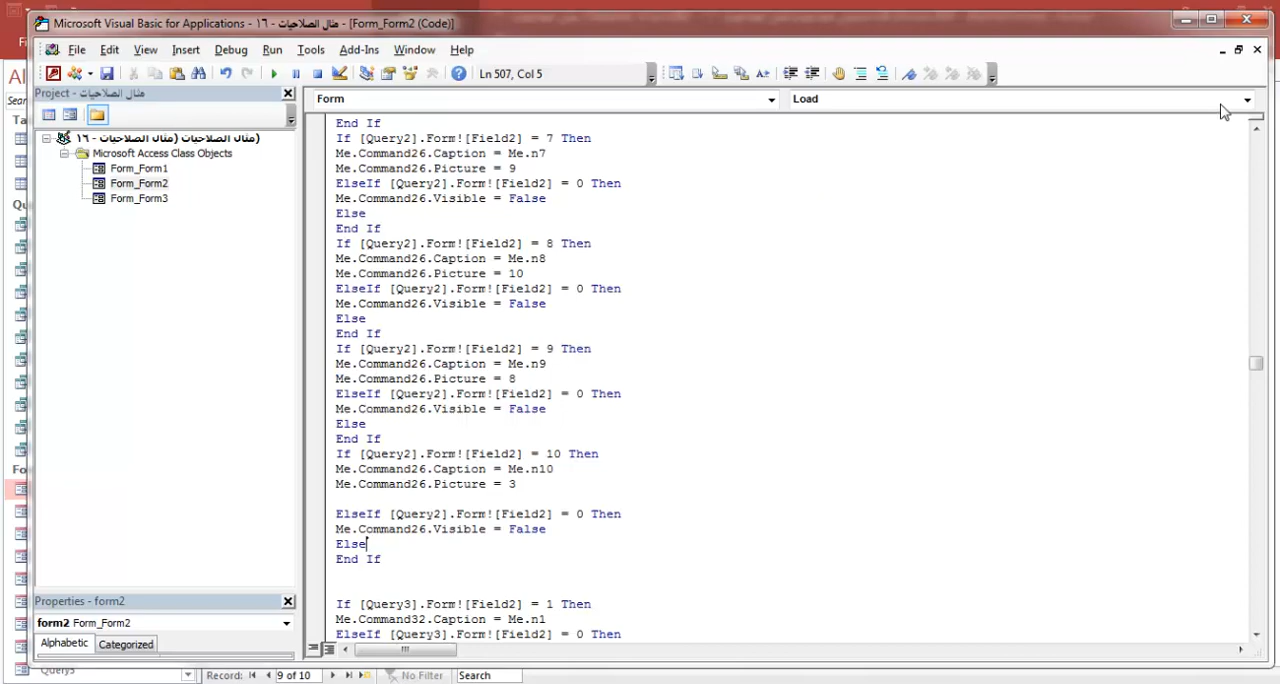 Microsoft Visual Basic for Applications - مثال الصلاحيات - ١٦ - [Form_Form2 (Code)]
File Edit View Insert Debug Run Tools Add-Ins Window Help
Ln 507, Col 5
Project - مثال الصلاحيات
Form
Load
مثال الصلاحيات (مثال الصلاحيات - ١٦)
Microsoft Access Class Objects
Form_Form1
Form_Form2
Form_Form3
End If
If [Query2].Form![Field2] = 7 Then
Me.Command26.Caption = Me.n7
Me.Command26.Picture = 9
ElseIf [Query2].Form![Field2] = 0 Then
Me.Command26.Visible = False
Else
End If
If [Query2].Form![Field2] = 8 Then
Me.Command26.Caption = Me.n8
Me.Command26.Picture = 10
ElseIf [Query2].Form![Field2] = 0 Then
Me.Command26.Visible = False
Else
End If
If [Query2].Form![Field2] = 9 Then
Me.Command26.Caption = Me.n9
Me.Command26.Picture = 8
ElseIf [Query2].Form![Field2] = 0 Then
Me.Command26.Visible = False
Else
End If
If [Query2].Form![Field2] = 10 Then
Me.Command26.Caption = Me.n10
Me.Command26.Picture = 3
ElseIf [Query2].Form![Field2] = 0 Then
Me.Command26.Visible = False
Else
End If
If [Query3].Form![Field2] = 1 Then
Me.Command32.Caption = Me.n1
ElseIf [Query3].Form![Field2] = 0 Then
Properties - form2
form2 Form_Form2
Alphabetic Categorized
Query5
Record: 9 of 10 No Filter Search